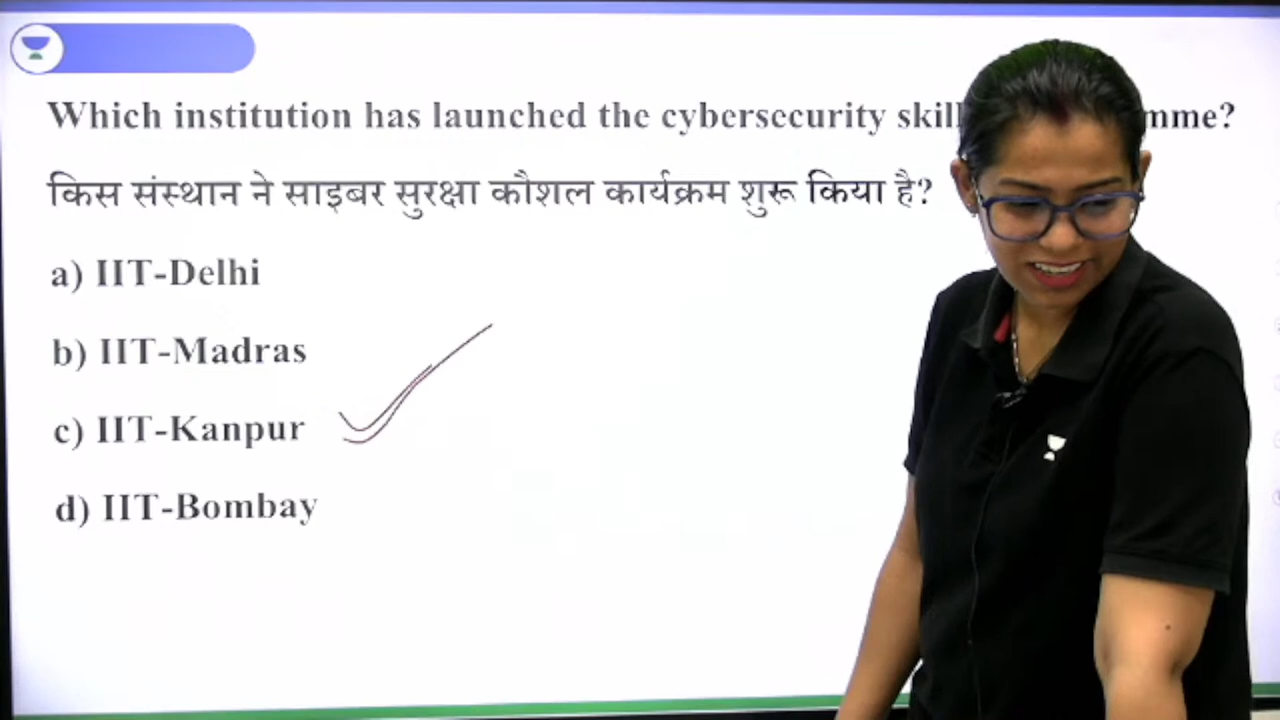 Which institution has launched the cybersecurity skill mme?
किस संस्थान ने साइबर सुरक्षा कौशल कार्यक्रम शुरू किया है?
a) IIT-Delhi
b) IIT-Madras
c) IIT-Kanpur
d) IIT-Bombay